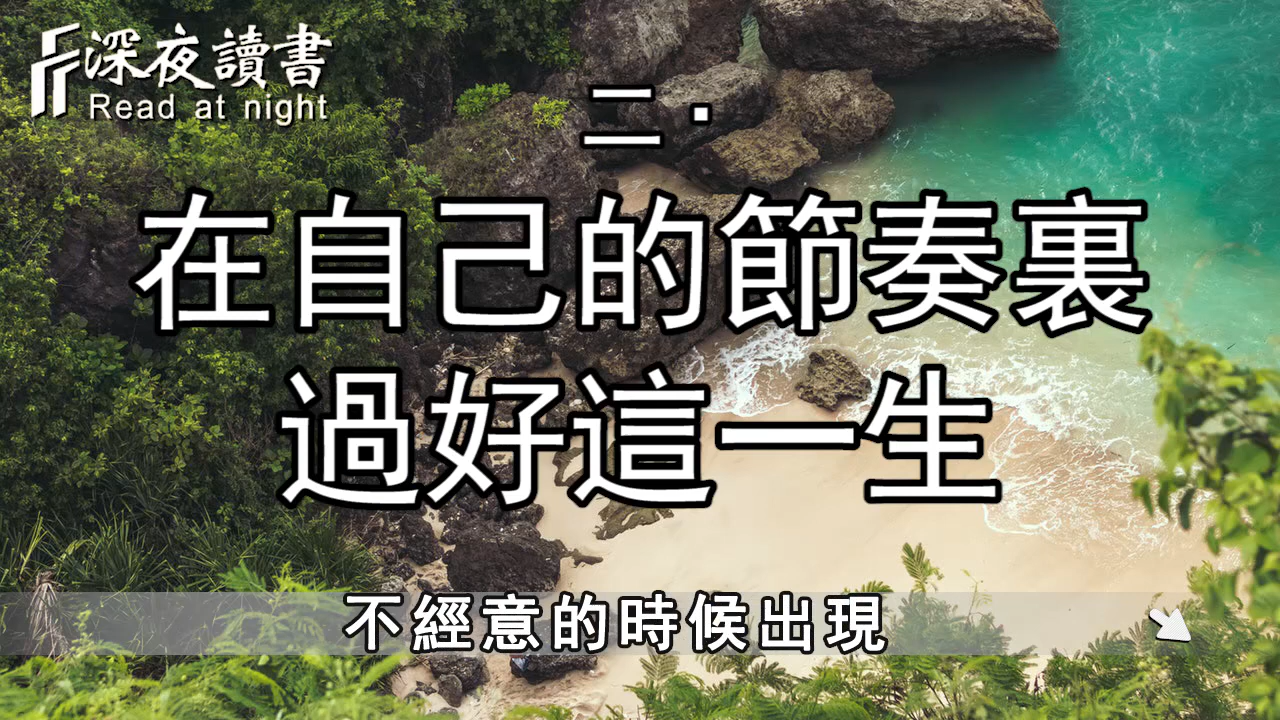 深夜讀書
Read at night
二·
在自己的節奏裏
過好這一生
不經意的時候出現